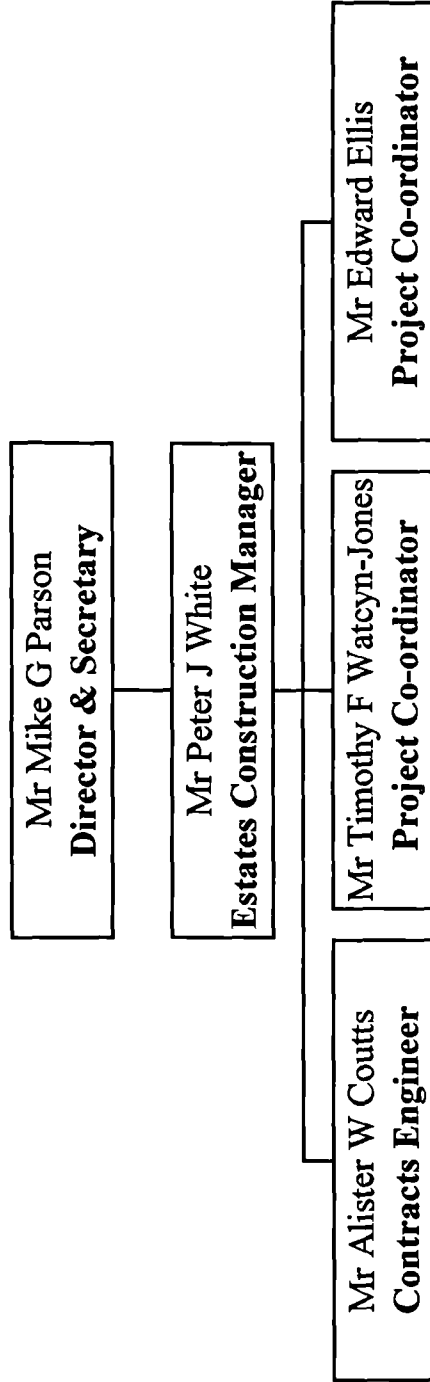 Mr Mike G Parson
Director & Secretary
Mr Peter J White
Estates Construction Manager
Mr Alister W Coutts
Contracts Engineer
Mr Timothy F Watcyn-Jones
Project Co-ordinator
Mr Edward Ellis
Project Co-ordinator